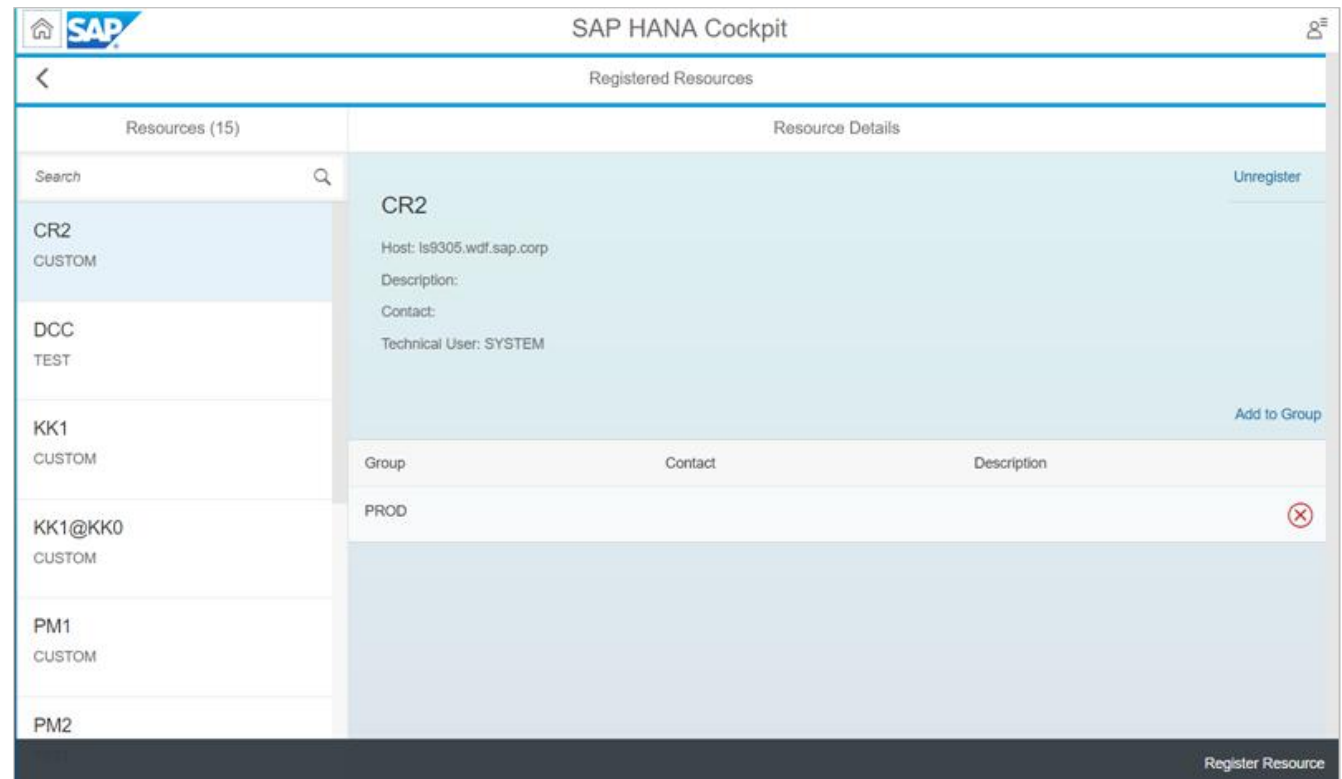 SAP
SAP HANA Cockpit
Registered Resources
Resources (15)
Resource Details
Search
CR2
CUSTOM
DCC
TEST
KK1
CUSTOM
KK1@KK0
CUSTOM
PM1
CUSTOM
PM2
Unregister
CR2
Host: ls9305.wdf.sap.corp
Description:
Contact:
Technical User: SYSTEM
Add to Group
Group Contact Description
PROD
Register Resource